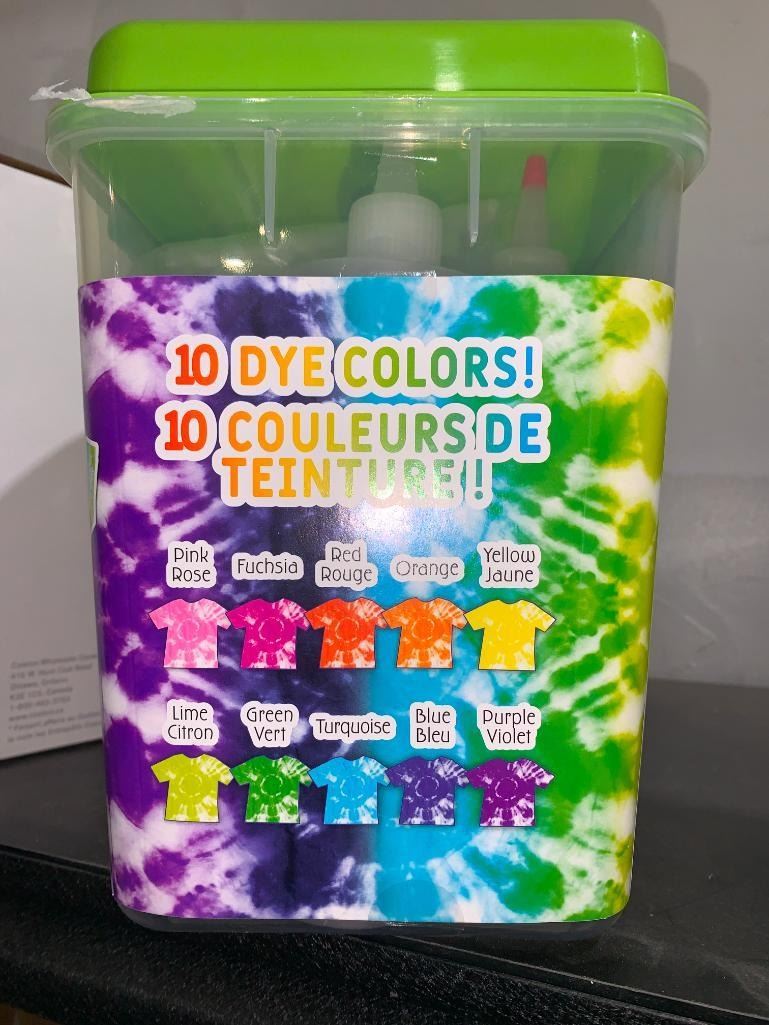 10 DYE COLORS!
10 COULEURS DE
TEINTURE !
Pink
Rose
Fuchsia
Red
Rouge
Orange
Yellow
Jaune
Lime
Citron
Green
Vert
Turquoise
Blue
Bleu
Purple
Violet